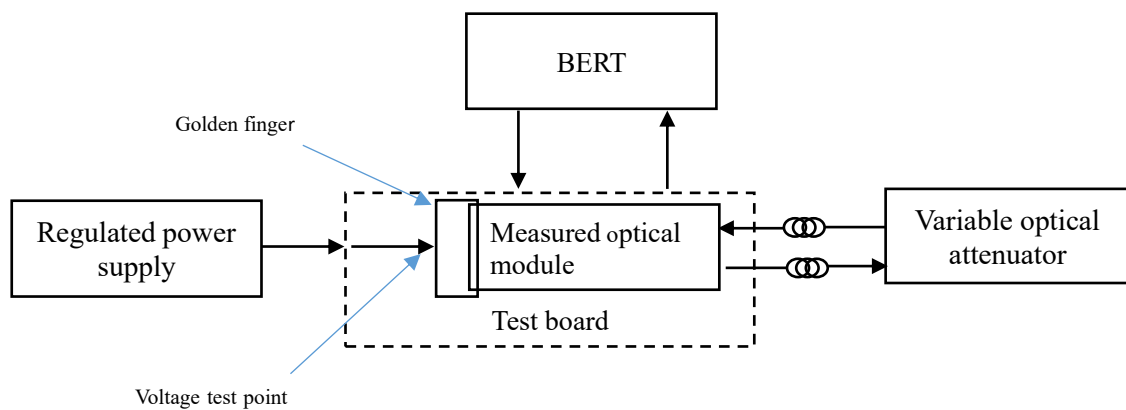 BERT
Golden finger
Regulated power
supply
Measured optical
module
Variable optical
attenuator
Test board
Voltage test point